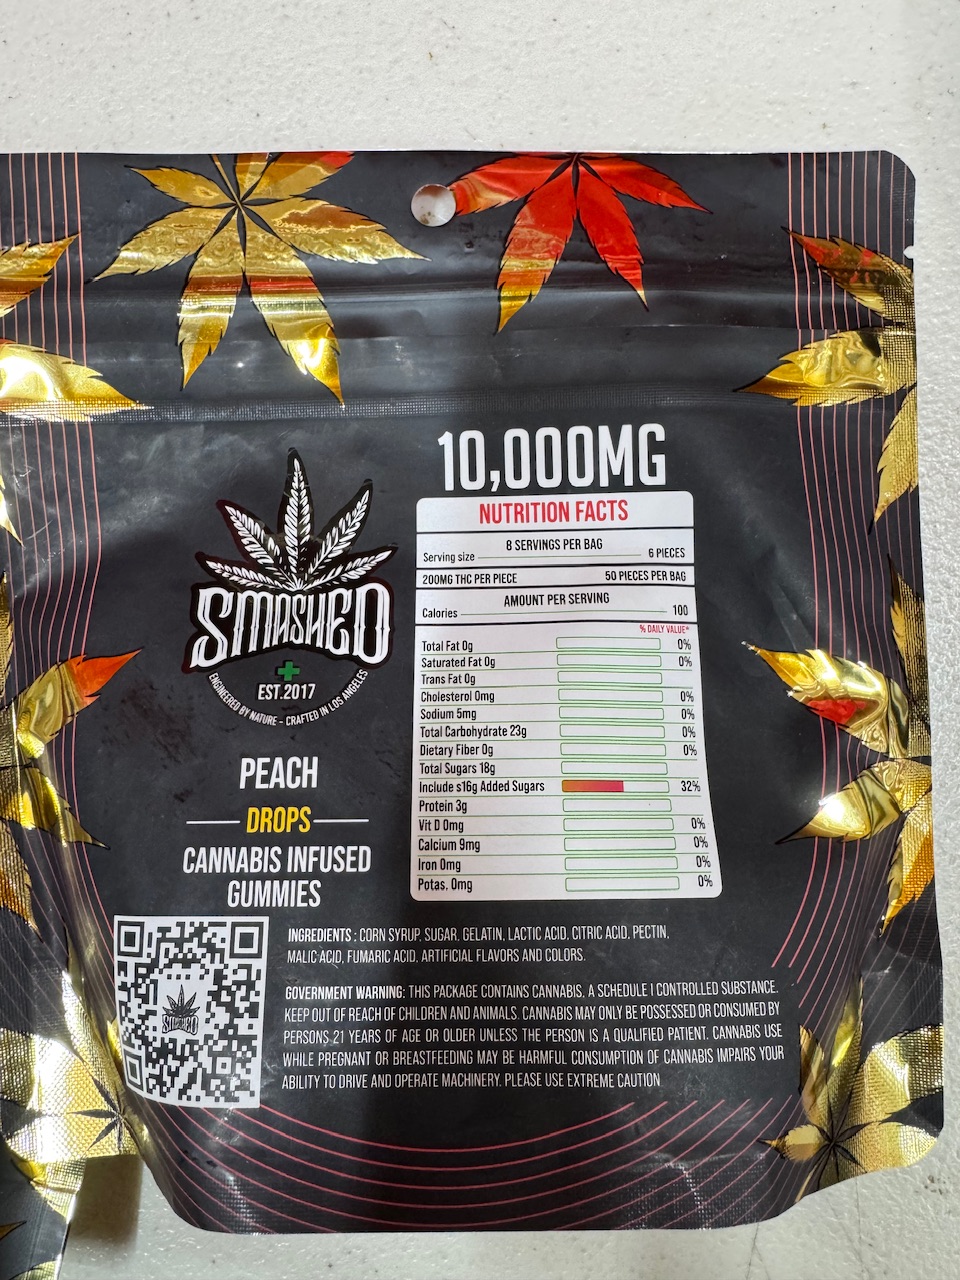 10,000MG
NUTRITION FACTS
8 SERVINGS PER BAG
Serving size 6 PIECES
200MG THC PER PIECE 50 PIECES PER BAG
AMOUNT PER SERVING
Calories 100
% DAILY VALUE*
Total Fat 0g 0%
Saturated Fat 0g 0%
Trans Fat 0g
Cholesterol 0mg 0%
Sodium 5mg 0%
Total Carbohydrate 23g 0%
Dietary Fiber 0g 0%
Total Sugars 18g
Include s16g Added Sugars 32%
Protein 3g
Vit D 0mg 0%
Calcium 9mg 0%
Iron 0mg 0%
Potas. 0mg 0%
SMASHED
EST.2017
ENGINEERED BY NATURE - CRAFTED IN LOS ANGELES
PEACH
DROPS
CANNABIS INFUSED
GUMMIES
SMASHED
INGREDIENTS : CORN SYRUP, SUGAR, GELATIN, LACTIC ACID, CITRIC ACID, PECTIN,
MALIC ACID, FUMARIC ACID, ARTIFICIAL FLAVORS AND COLORS.
GOVERNMENT WARNING: THIS PACKAGE CONTAINS CANNABIS, A SCHEDULE I CONTROLLED SUBSTANCE.
KEEP OUT OF REACH OF CHILDREN AND ANIMALS. CANNABIS MAY ONLY BE POSSESSED OR CONSUMED BY
PERSONS 21 YEARS OF AGE OR OLDER UNLESS THE PERSON IS A QUALIFIED PATIENT. CANNABIS USE
WHILE PREGNANT OR BREASTFEEDING MAY BE HARMFUL CONSUMPTION OF CANNABIS IMPAIRS YOUR
ABILITY TO DRIVE AND OPERATE MACHINERY. PLEASE USE EXTREME CAUTION